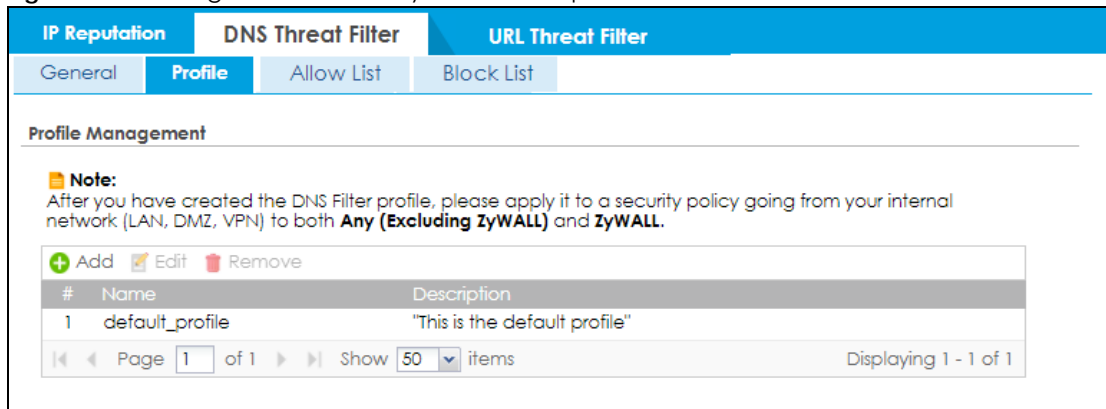 IP Reputation DNS Threat Filter URL Threat Filter
General Profile Allow List Block List
Profile Management
Note:
After you have created the DNS Filter profile, please apply it to a security policy going from your internal
network (LAN, DMZ, VPN) to both Any (Excluding ZyWALL) and ZyWALL.
Add Edit Remove
# Name Description
1 default_profile "This is the default profile"
Page 1 of 1 Show 50 items Displaying 1 - 1 of 1